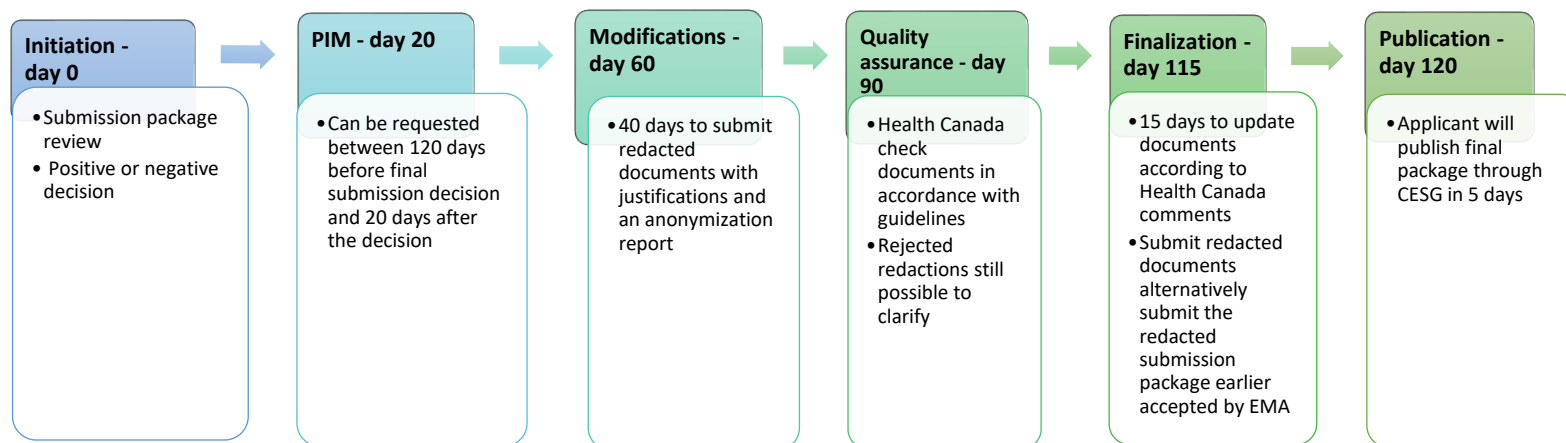 Initiation -
day 0
•Submission package
review
• Positive or negative
decision
PIM - day 20
•Can be requested
between 120 days
before final
submission decision
and 20 days after
the decision
Modifications -
day 60
•40 days to submit
redacted
documents with
justifications and
an anonymization
report
Quality
assurance - day
90
•Health Canada
check
documents in
accordance with
guidelines
•Rejected
redactions still
possible to
clarify
Finalization -
day 115
•15 days to update
documents
according to
Health Canada
comments
•Submit redacted
documents
alternatively
submit the
redacted
submission
package earlier
accepted by EMA
Publication -
day 120
•Applicant will
publish final
package through
CESG in 5 days